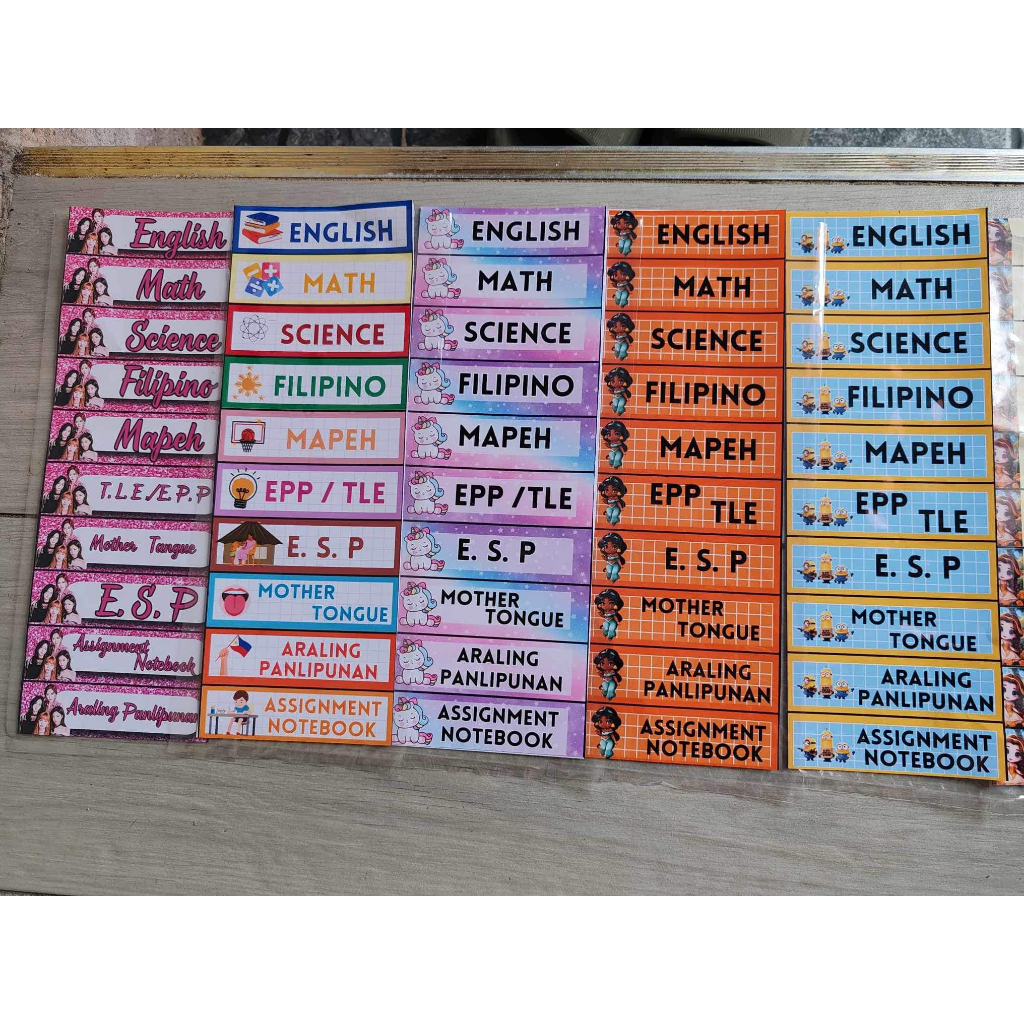 English
Math
Science
Filipino
Mapeh
T.L.E/E.P.P
Mother Tangue
E. S. P
Assignment
Notebook
Araling Panlipunan
ENGLISH
MATH
SCIENCE
FILIPINO
MAPEH
EPP / TLE
E. S. P
MOTHER
TONGUE
ARALING
PANLIPUNAN
ASSIGNMENT
NOTEBOOK
ENGLISH
MATH
SCIENCE
FILIPINO
MAPEH
EPP /TLE
E. S. P
MOTHER
TONGUE
ARALING
PANLIPUNAN
ASSIGNMENT
NOTEBOOK
ENGLISH
MATH
SCIENCE
FILIPINO
MAPEH
EPP
TLE
E. S. P
MOTHER
TONGUE
ARALING
PANLIPUNAN
ASSIGNMENT
NOTEBOOK
ENGLISH
MATH
SCIENCE
FILIPINO
MAPEH
EPP
TLE
E. S. P
MOTHER
TONGUE
ARALING
PANLIPUNAN
ASSIGNMENT
NOTEBOOK